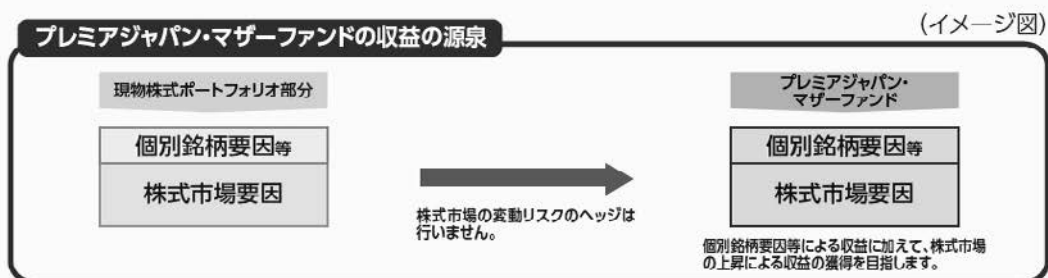 (イメージ図)
プレミアジャパン・マザーファンドの収益の源泉
現物株式ポートフォリオ部分
個別銘柄要因等
株式市場要因
株式市場の変動リスクのヘッジは
行いません。
プレミアジャパン・
マザーファンド
個別銘柄要因等
株式市場要因
個別銘柄要因等による収益に加えて、株式市場
の上昇による収益の獲得を目指します。